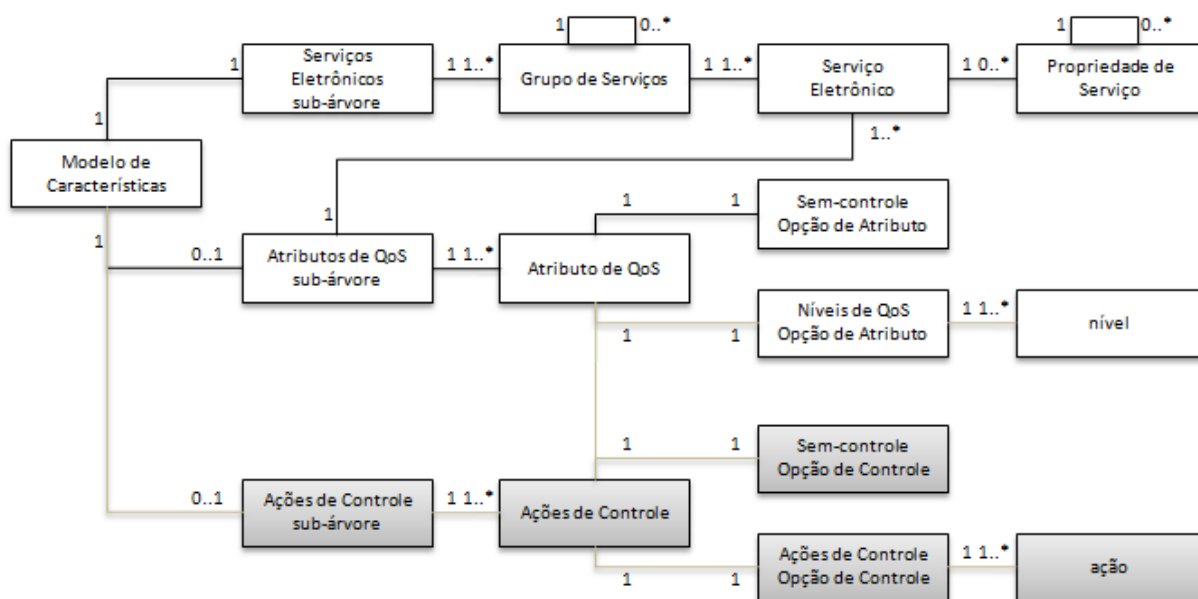 1 0..*
1 0..*
Serviços
Eletrônicos
sub-árvore
Grupo de Serviços
Serviço
Eletrônico
Propriedade de
Serviço
1
1 1..*
1 1..*
1 0..*
1
1..*
Modelo de
Características
Sem-controle
Opção de Atributo
1 1
1
1
0..1
Atributos de QoS
sub-árvore
1 1..*
Atributo de QoS
Níveis de QoS
Opção de Atributo
1 1..*
nível
1 1
Sem-controle
Opção de Controle
1 1
0..1
Ações de Controle
sub-árvore
1 1..*
Ações de Controle
Ações de Controle
Opção de Controle
1 1..*
ação
1 1